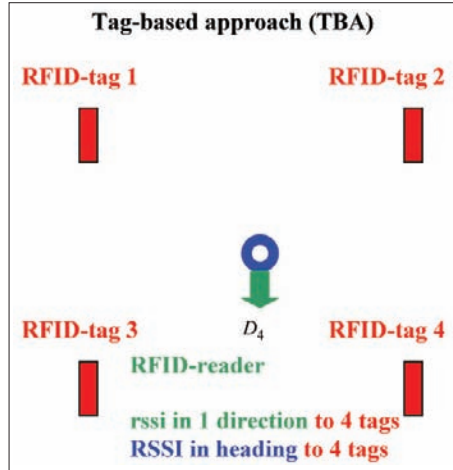 Tag-based approach (TBA)
RFID-tag 1 RFID-tag 2
D4
RFID-tag 3 RFID-tag 4
RFID-reader
rssi in 1 direction to 4 tags
RSSI in heading to 4 tags